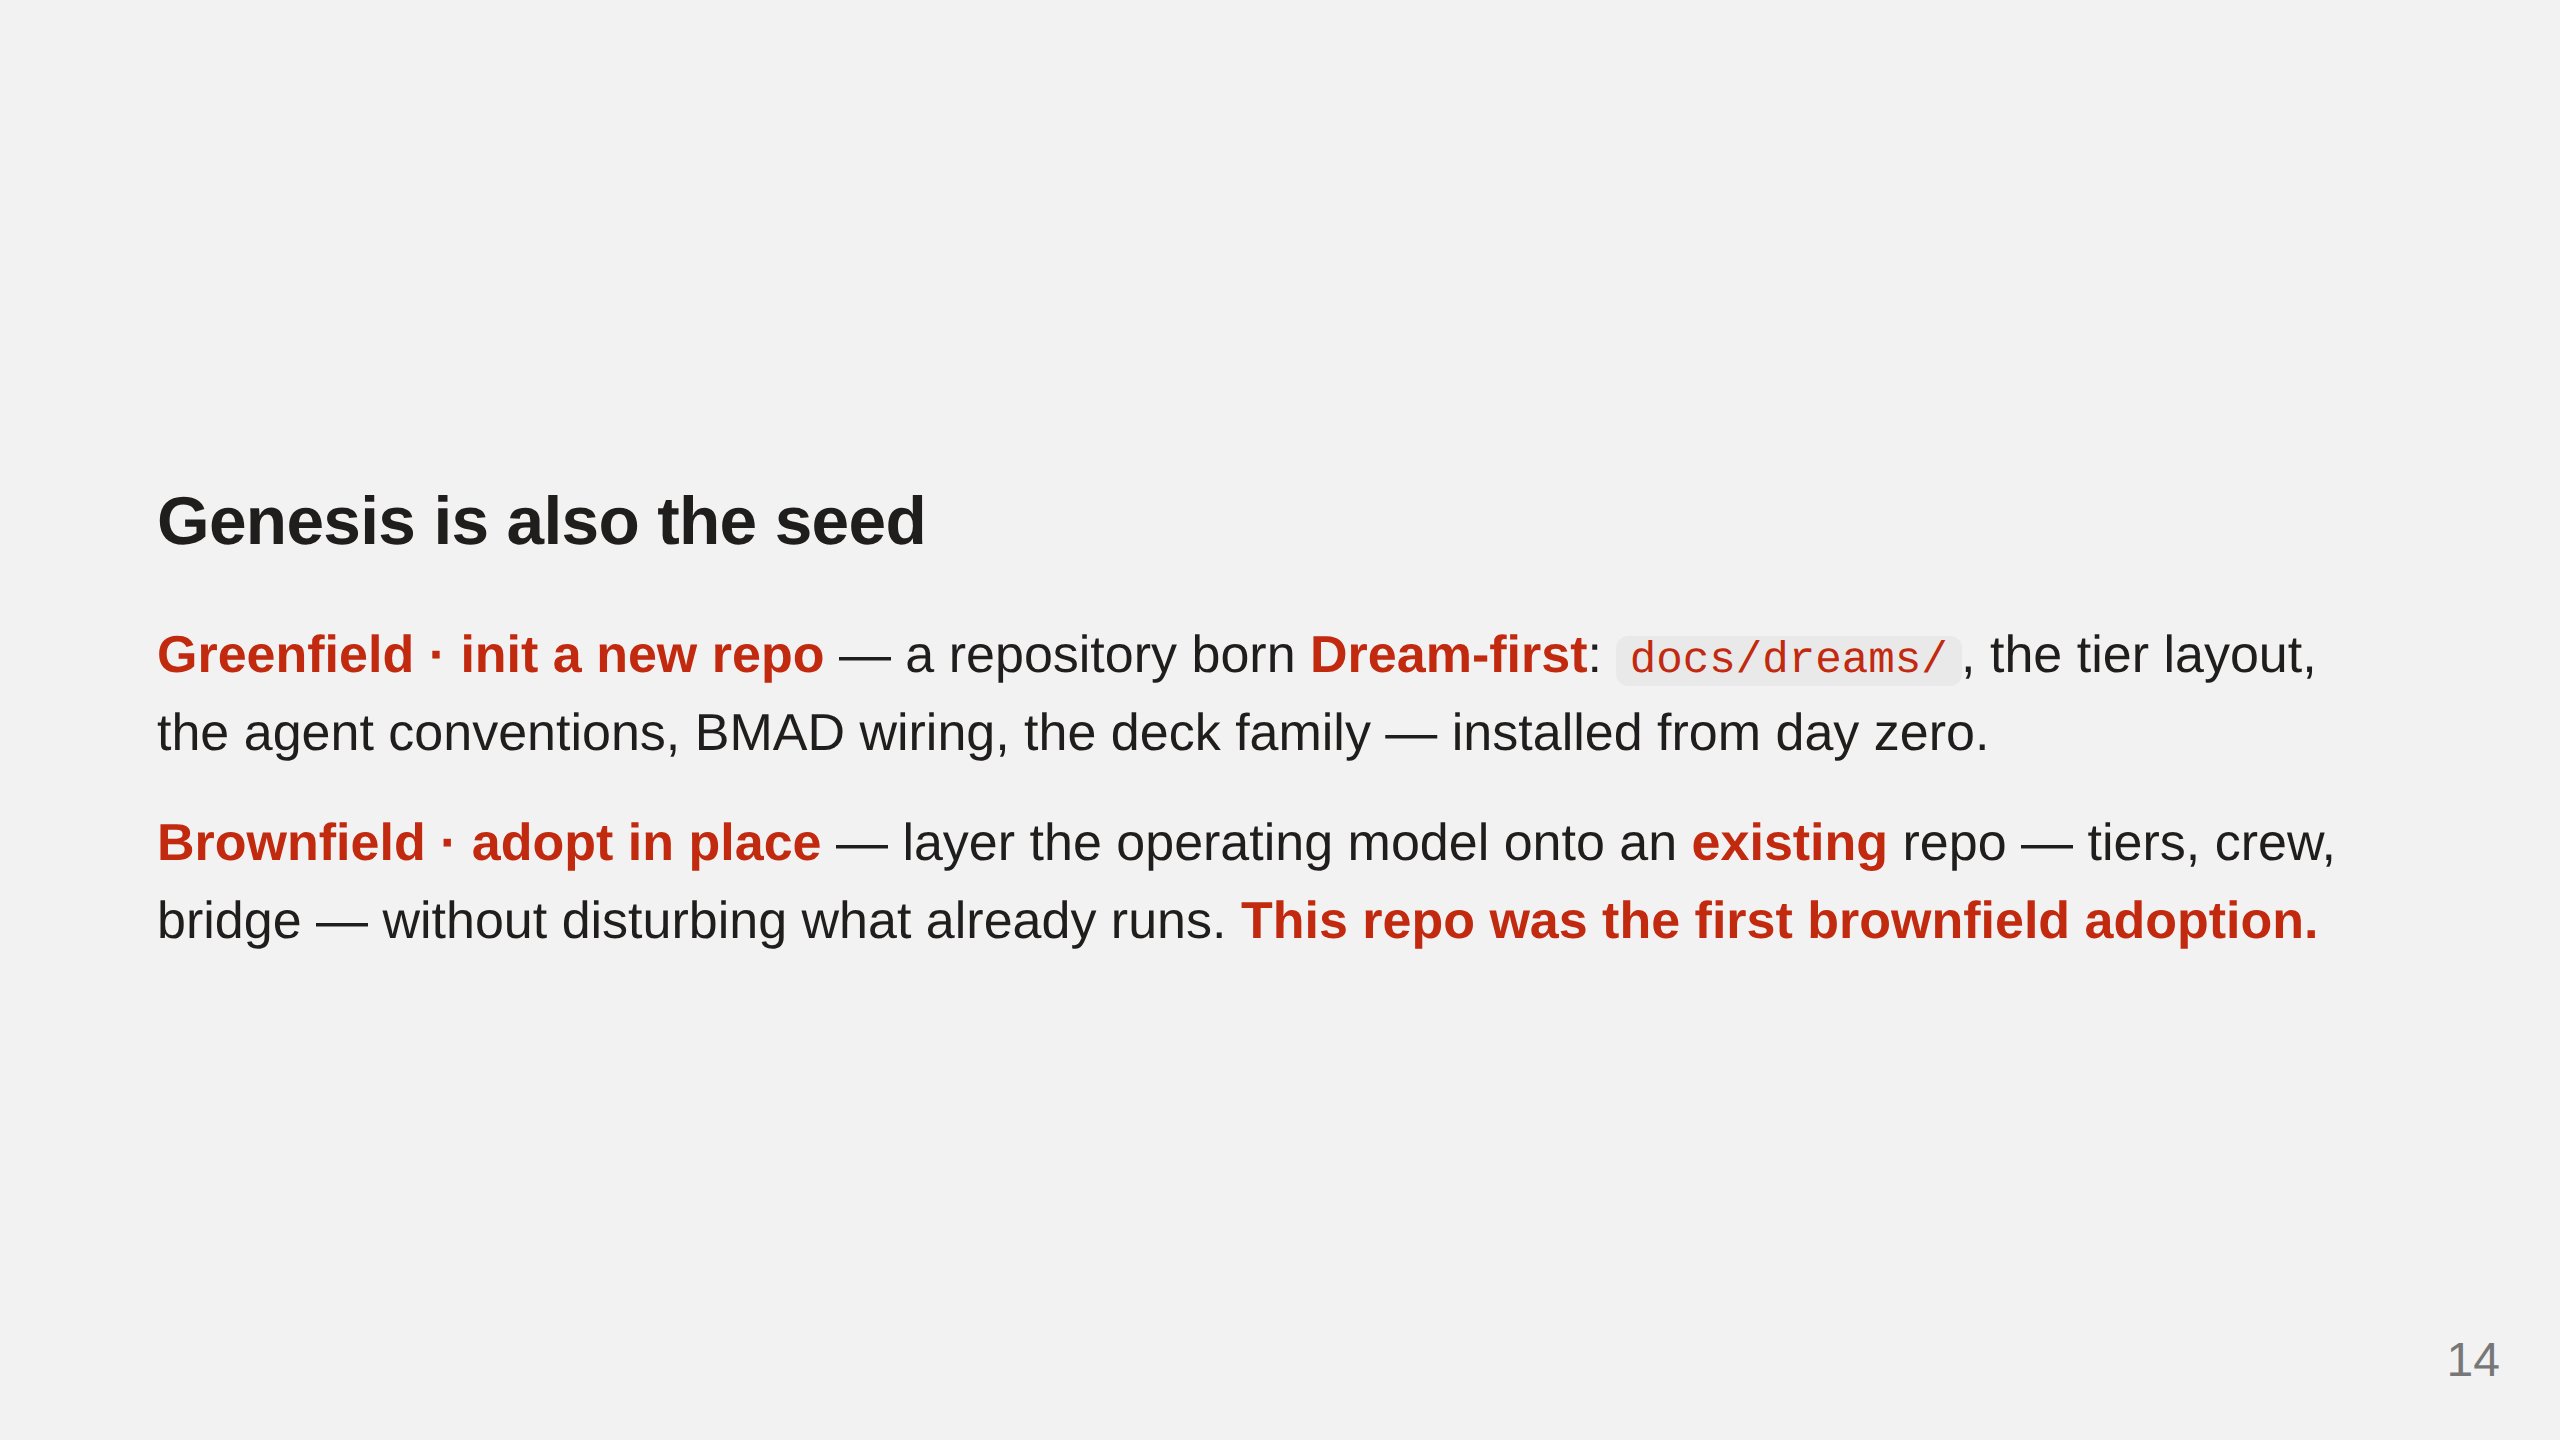 Genesis is also the seed
Greenfield · init a new repo — a repository born Dream-first: docs/dreams/, the tier layout,
the agent conventions, BMAD wiring, the deck family — installed from day zero.
Brownfield · adopt in place — layer the operating model onto an existing repo — tiers, crew,
bridge — without disturbing what already runs. This repo was the first brownfield adoption.
14